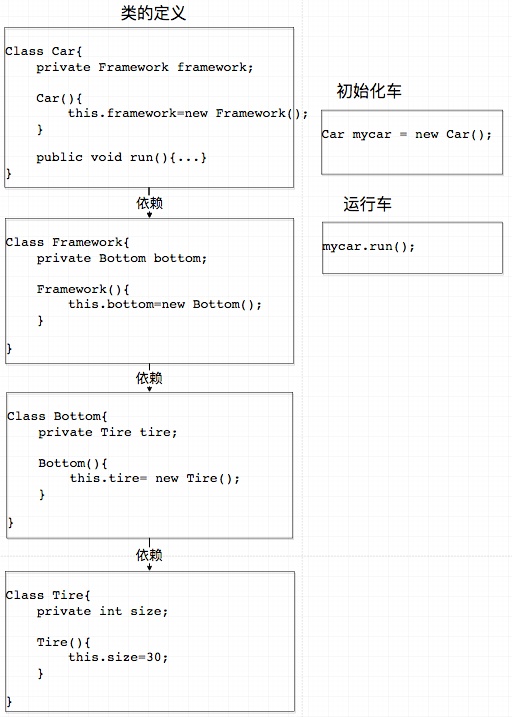 类的定义
Class Car{
private Framework framework;
Car(){
this.framework=new Framework();
}
public void run(){...}
}
依赖
Class Framework{
private Bottom bottom;
Framework(){
this.bottom=new Bottom();
}
}
依赖
Class Bottom{
private Tire tire;
Bottom(){
this.tire= new Tire();
}
}
依赖
Class Tire{
private int size;
Tire(){
this.size=30;
}
}
初始化车
Car mycar = new Car();
运行车
mycar.run();